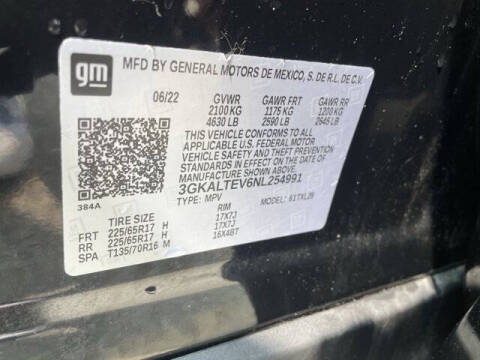 gm
MFD BY GENERAL MOTORS DE MEXICO, S. DE R.L. DE C.V.
06/22 GVWR GAWR FRT GAWR RR
2100 KG 1175 KG 1200 KG
4630 LB 2590 LB 2645 LB
THIS VEHICLE CONFORMS TO ALL
APPLICABLE U.S. FEDERAL MOTOR
VEHICLE SAFETY, BUMPER, AND THEFT
PREVENTION STANDARDS IN EFFECT ON
THE DATE OF MANUFACTURE
SHOWN ABOVE.
3GKALTEV6NL254991
384A TYPE: MPV MODEL: 61TXL26
TIRE SIZE RIM
FRT 225/65R17 H 17X7J
RR 225/65R17 H 17X7J
SPA T135/70R16 M 16X4BT